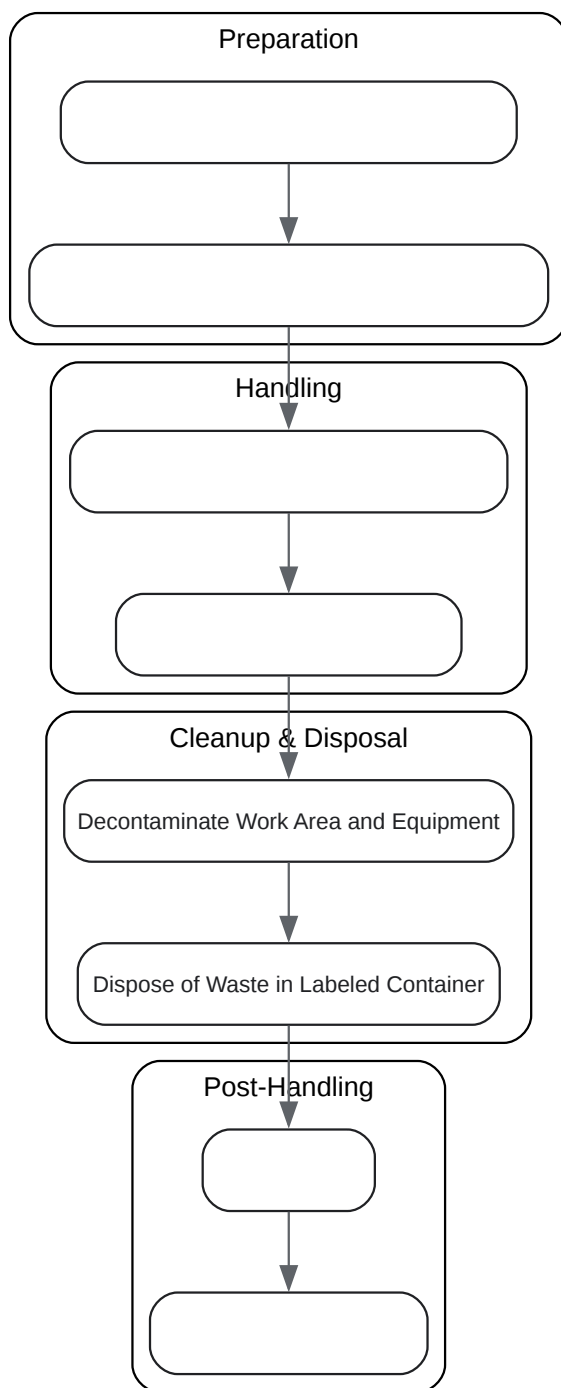 Preparation
Handling
Cleanup & Disposal
Decontaminate Work Area and Equipment
Dispose of Waste in Labeled Container
Post-Handling